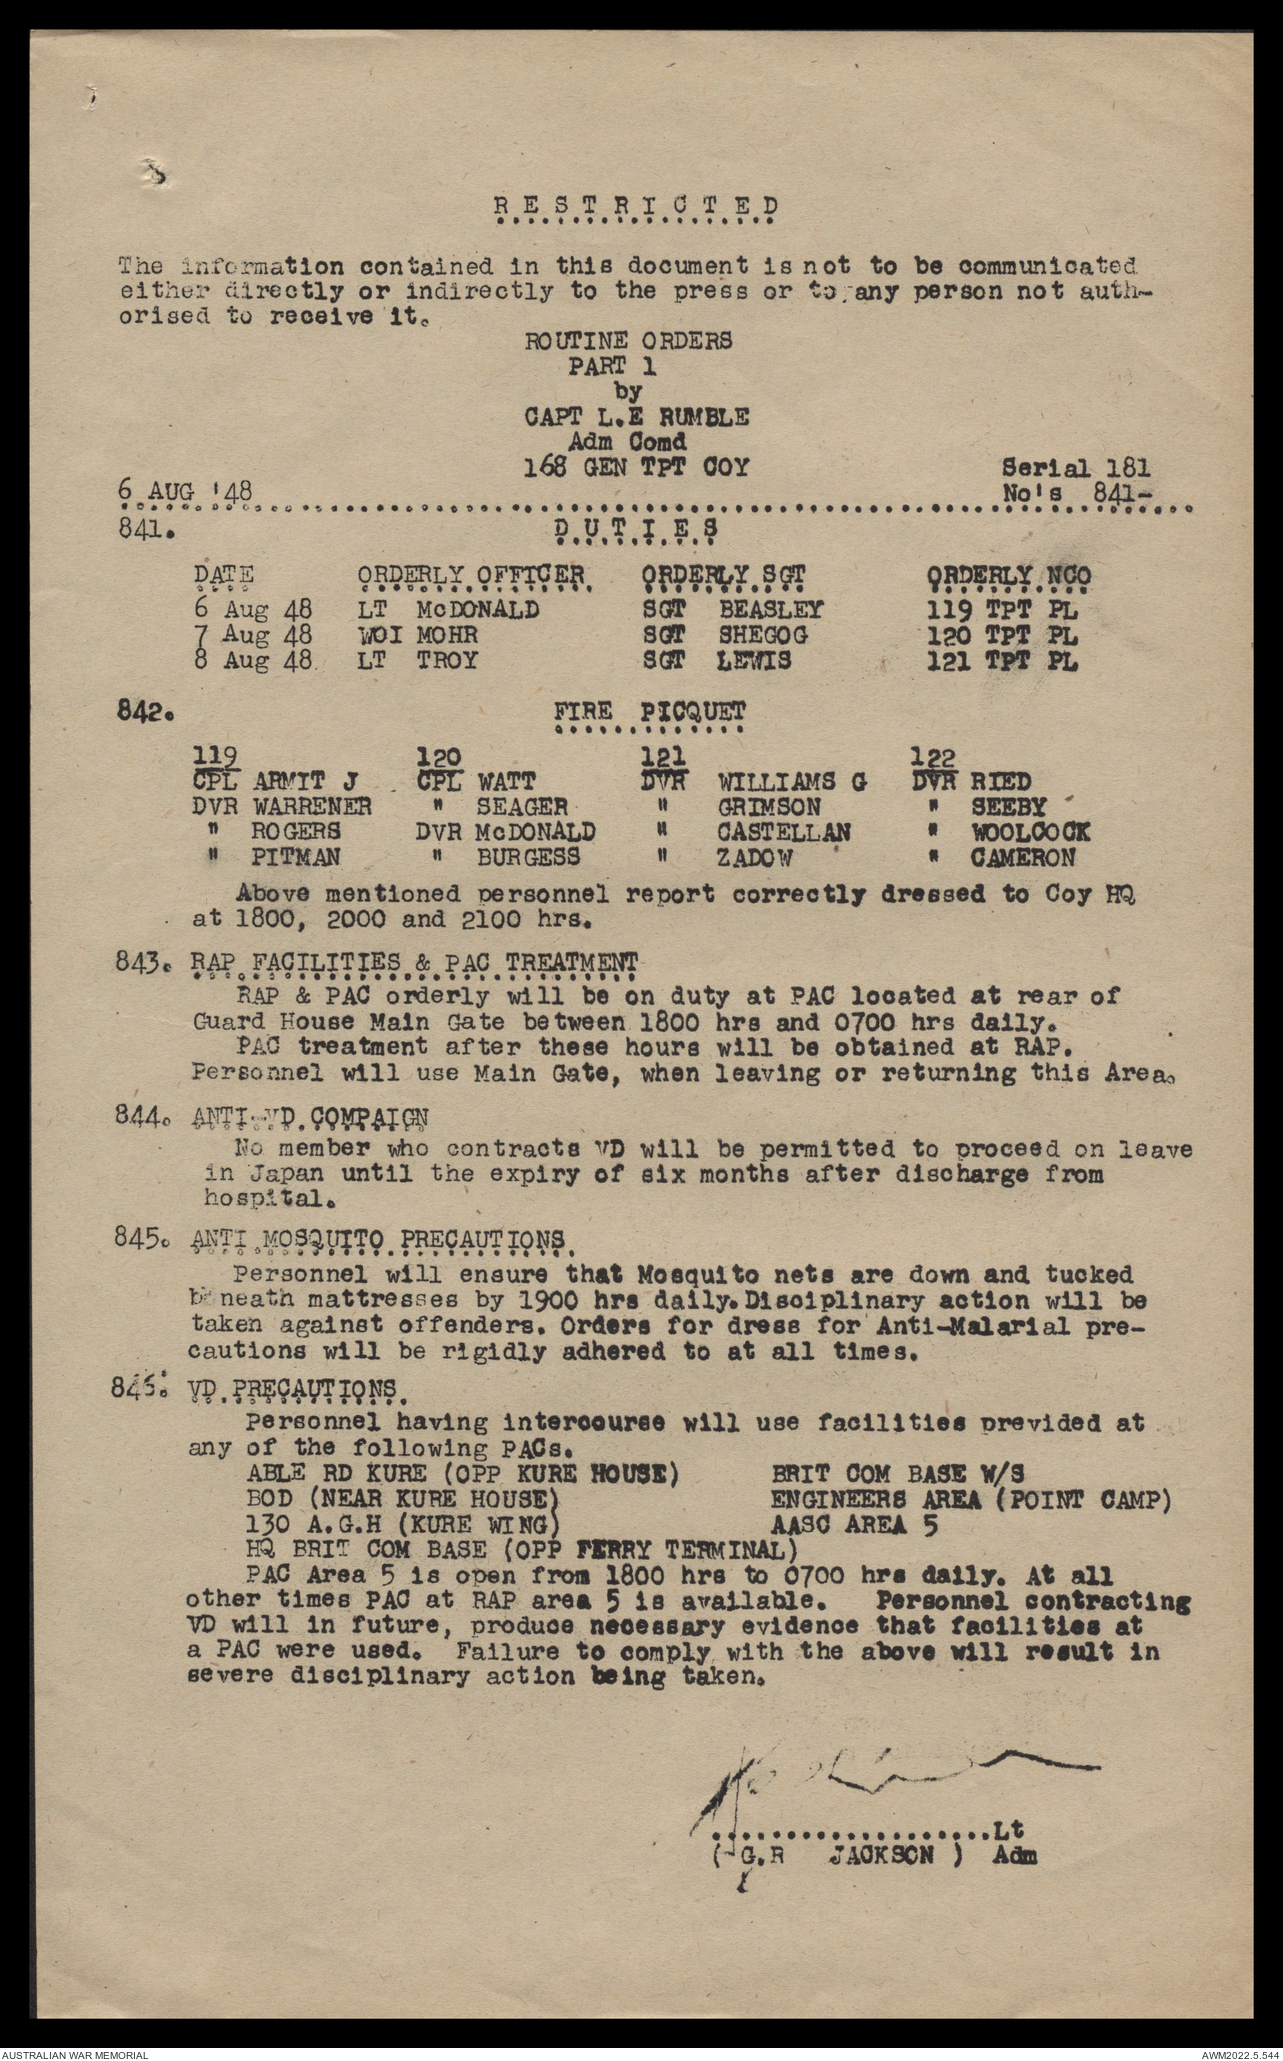 R E S T R I C T E D
The information contained in this document is not to be communicated
either directly or indirectly to the press or to any person not auth-
orised to receive it.
ROUTINE ORDERS
PART 1
by
CAPT L.E RUMBLE
Adm Comd
168 GEN TPT COY Serial 181
6 AUG '48 No's 841-
841. D U T I E S
DATE ORDERLY OFFICER ORDERLY SGT ORDERLY NCO
6 Aug 48 LT McDONALD SGT BEASLEY 119 TPT PL
7 Aug 48 WOI MOHR SGT SHEGOG 120 TPT PL
8 Aug 48 LT TROY SGT LEWIS 121 TPT PL
842. FIRE PICQUET
119 120 121 122
CPL ARMIT J CPL WATT DVR WILLIAMS G DVR RIED
DVR WARRENER " SEAGER " GRIMSON " SEEBY
" ROGERS DVR McDONALD " CASTELLAN " WOOLCOCK
" PITMAN " BURGESS " ZADOW " CAMERON
Above mentioned personnel report correctly dressed to Coy HQ
at 1800, 2000 and 2100 hrs.
843. RAP FACILITIES & PAC TREATMENT
RAP & PAC orderly will be on duty at PAC located at rear of
Guard House Main Gate between 1800 hrs and 0700 hrs daily.
PAC treatment after these hours will be obtained at RAP.
Personnel will use Main Gate, when leaving or returning this Area.
844. ANTI-VD COMPAIGN
No member who contracts VD will be permitted to proceed on leave
in Japan until the expiry of six months after discharge from
hospital.
845. ANTI MOSQUITO PRECAUTIONS
Personnel will ensure that Mosquito nets are down and tucked
beneath mattresses by 1900 hrs daily. Disciplinary action will be
taken against offenders. Orders for dress for Anti-Malarial pre-
cautions will be rigidly adhered to at all times.
846. VD PRECAUTIONS
Personnel having intercourse will use facilities previded at
any of the following PACs.
ABLE RD KURE (OPP KURE HOUSE) BRIT COM BASE W/S
BOD (NEAR KURE HOUSE) ENGINEERS AREA (POINT CAMP)
130 A.G.H (KURE WING) AASC AREA 5
HQ BRIT COM BASE (OPP FERRY TERMINAL)
PAC Area 5 is open from 1800 hrs to 0700 hrs daily. At all
other times PAC at RAP area 5 is available. Personnel contracting
VD will in future, produce necessary evidence that facilities at
a PAC were used. Failure to comply with the above will result in
severe disciplinary action being taken.
...................Lt
( G.R JACKSON ) Adm
AUSTRALIAN WAR MEMORIAL AWM2022.5.544